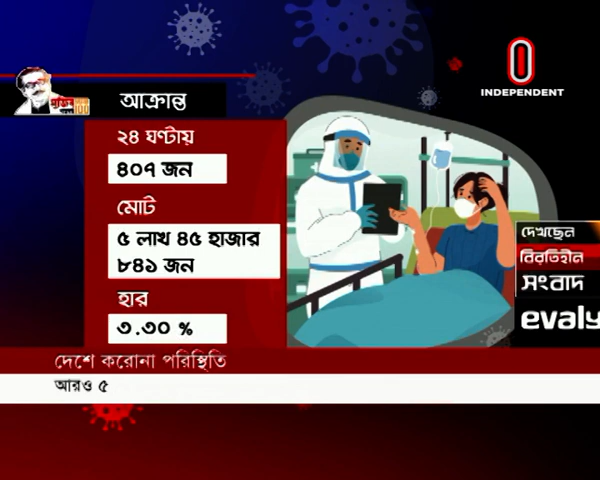 INDEPENDENT
আক্রান্ত
২৪ ঘণ্টায়
৪০৭ জন
মোট
৫ লাখ ৪৫ হাজার
৮৪১ জন
হার
৩.৩০ %
দেখছেন
বিরতিহীন
সংবাদ
evaly
দেশে করোনা পরিস্থিতি
আরও ৫